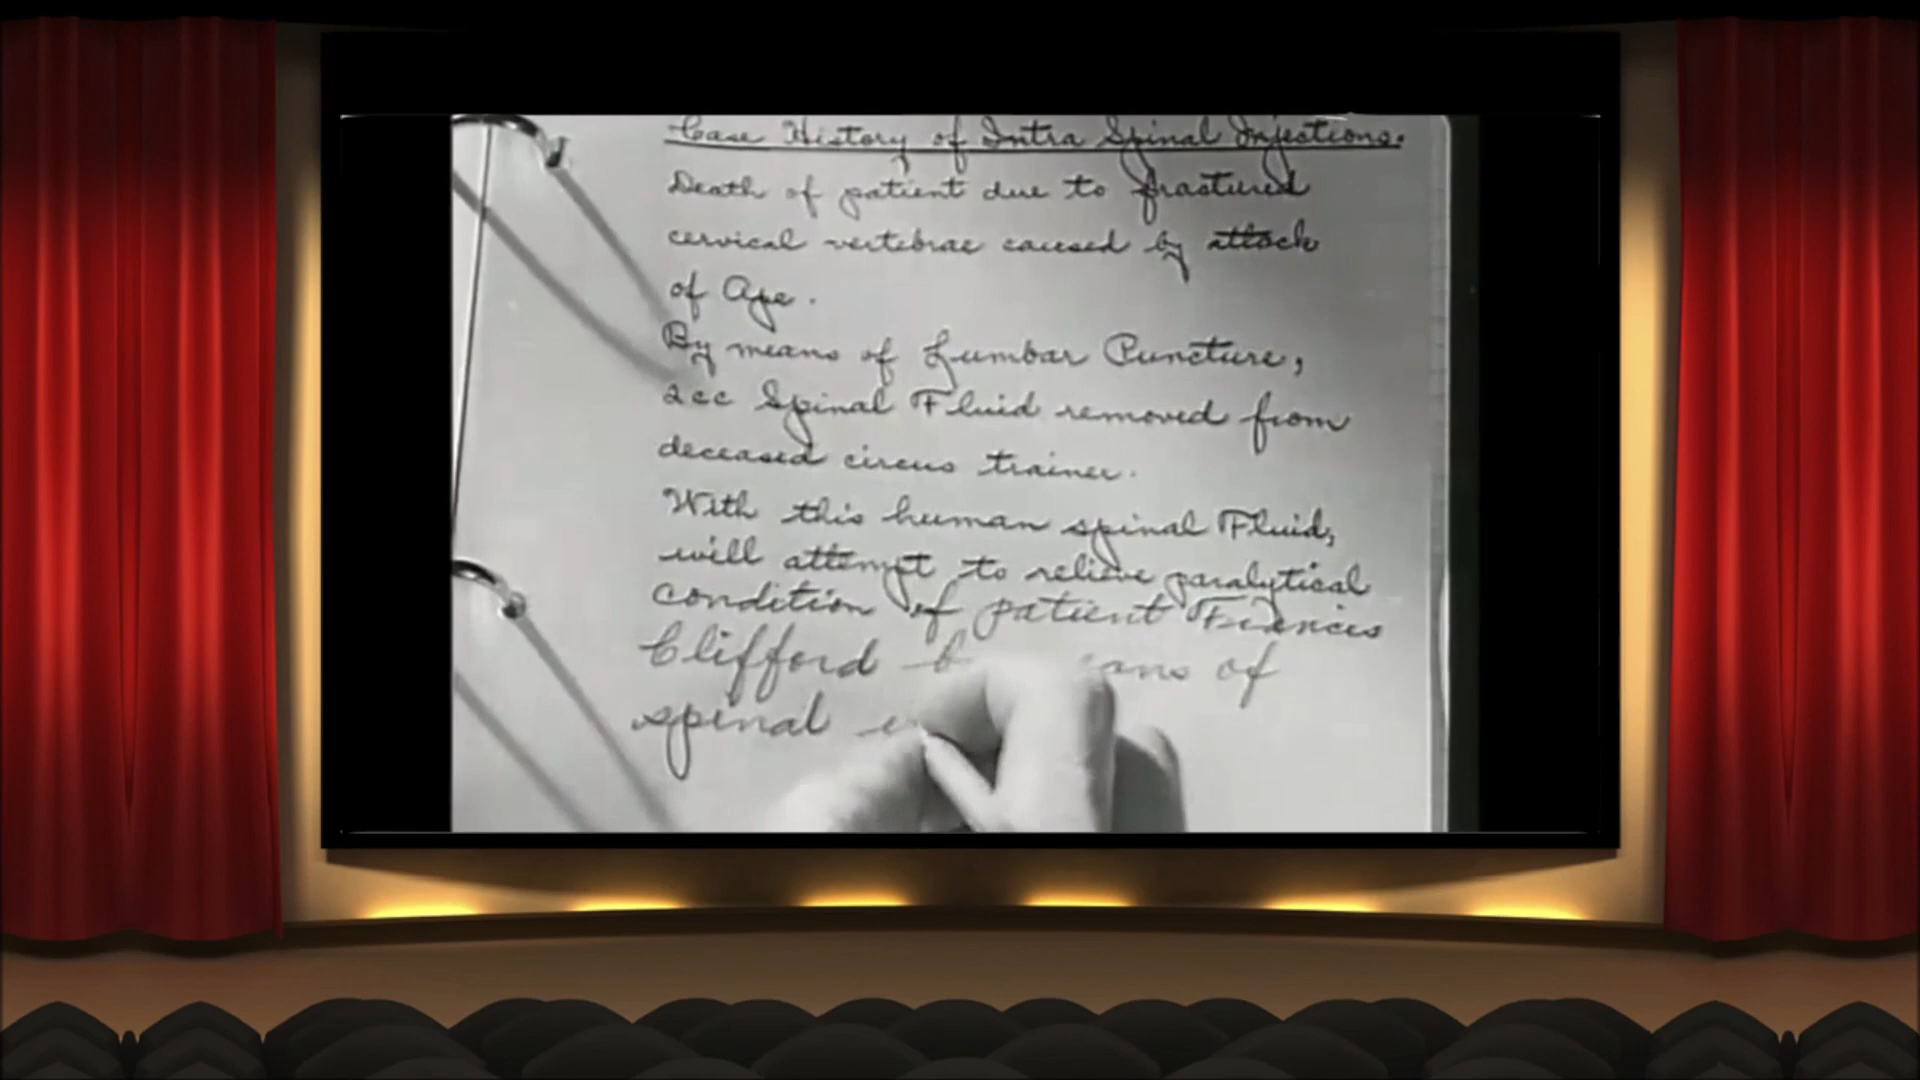 Case History of Intra Spinal Injections.
Death of patient due to fractured
cervical vertebrae caused by attack
of Ape.
By means of Lumbar Puncture,
2cc Spinal Fluid removed from
deceased circus trainer.
With this human spinal Fluid,
will attempt to relieve paralytical
condition of patient Francis
Clifford of
spinal